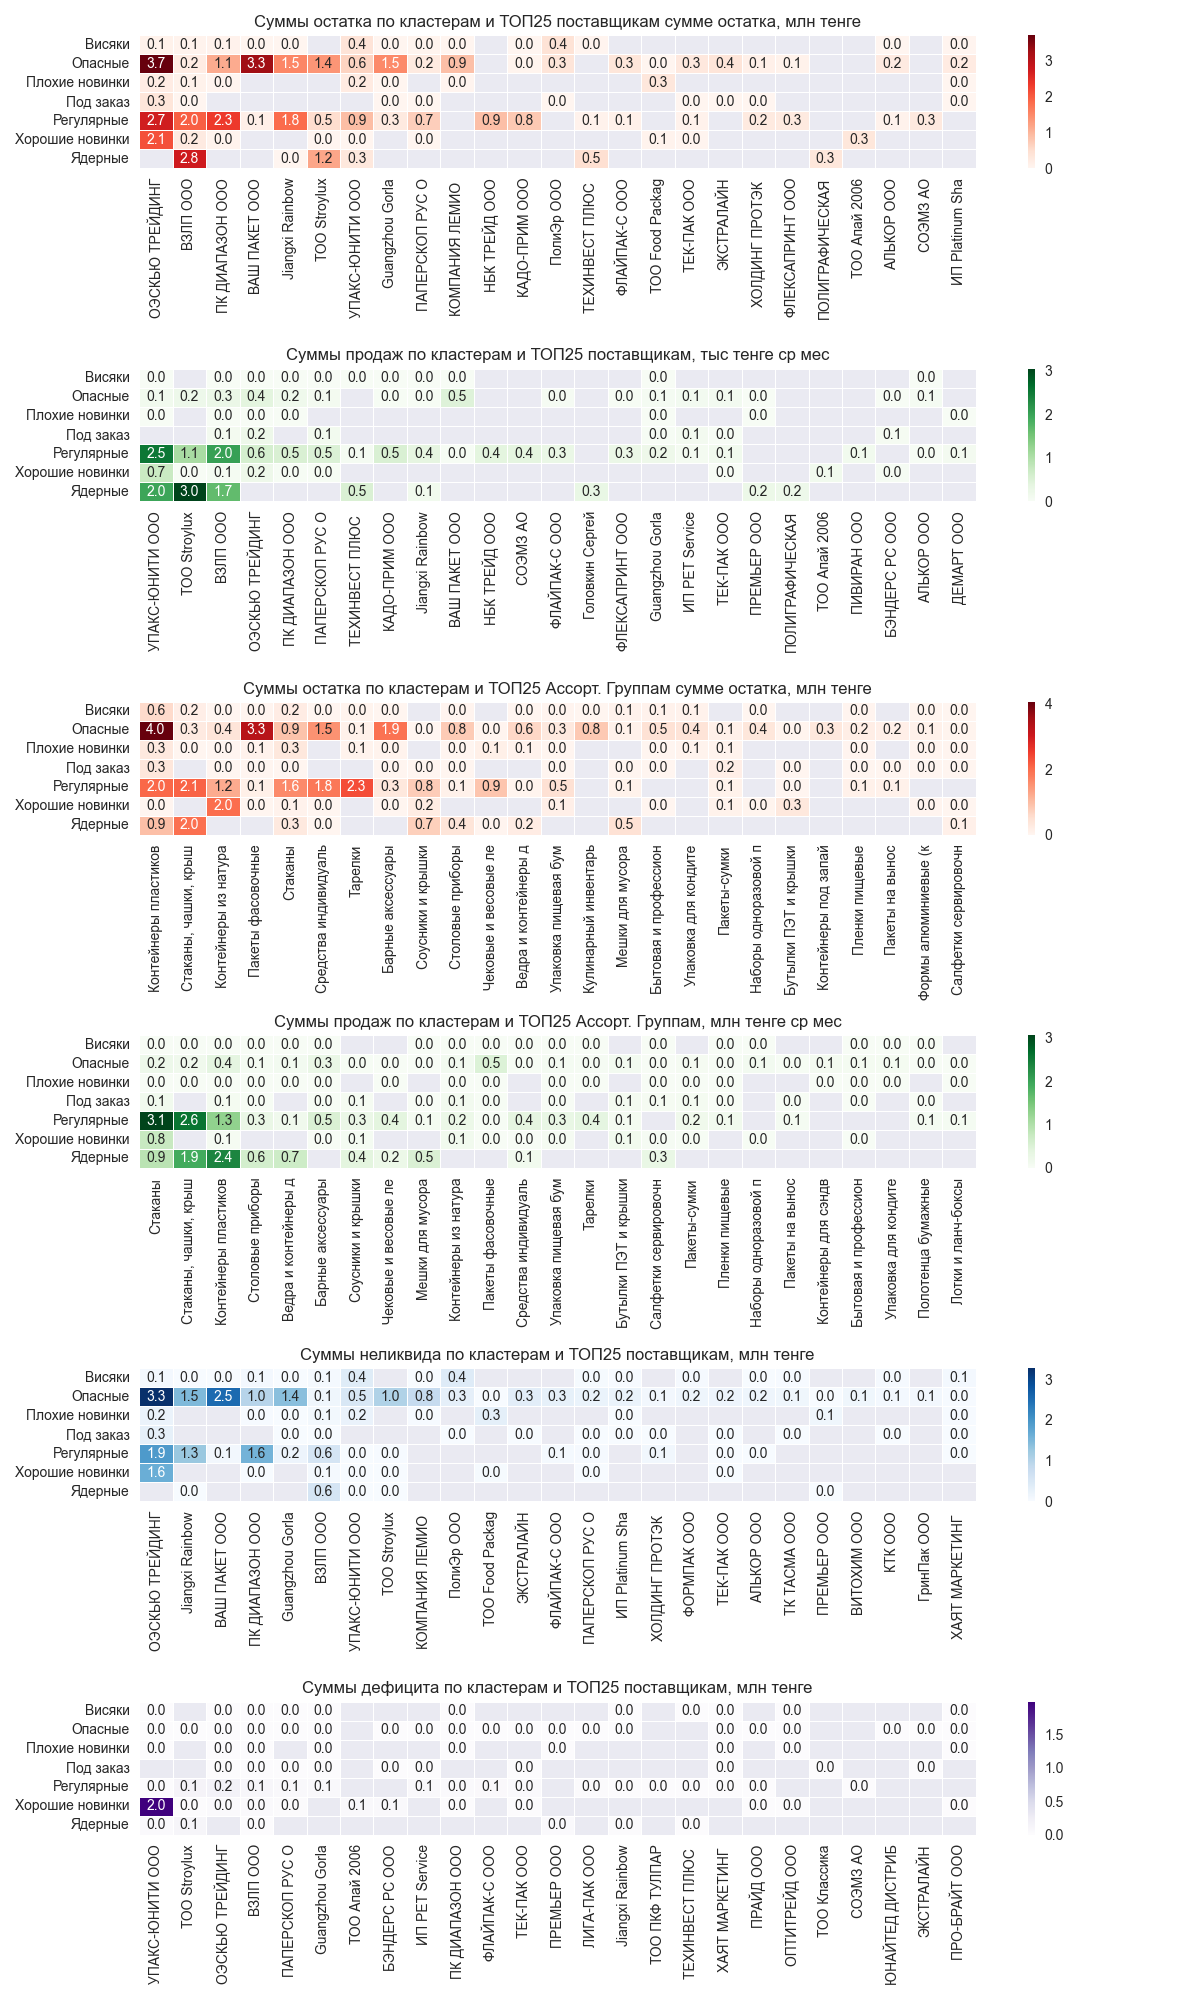 Суммы остатка по кластерам и ТОП25 поставщикам сумме остатка, млн тенге
Висяки 0.1 0.1 0.1 0.0 0.0 0.4 0.0 0.0 0.0 0.0 0.4 0.0 0.0 0.0
Опасные 3.7 0.2 1.1 3.3 1.5 1.4 0.6 1.5 0.2 0.9 0.0 0.3 0.3 0.0 0.3 0.4 0.1 0.1 0.2 0.2
Плохие новинки 0.2 0.1 0.0 0.2 0.0 0.0 0.3 0.0
Под заказ 0.3 0.0 0.0 0.0 0.0 0.0 0.0 0.0 0.0
Регулярные 2.7 2.0 2.3 0.1 1.8 0.5 0.9 0.3 0.7 0.9 0.8 0.1 0.1 0.1 0.2 0.3 0.1 0.3
Хорошие новинки 2.1 0.2 0.0 0.0 0.0 0.0 0.1 0.0 0.3
Ядерные 2.8 0.0 1.2 0.3 0.5 0.3
3
2
1
0
ОЭСКЬЮ ТРЕЙДИНГ
ВЗЛП ООО
ПК ДИАПАЗОН ООО
ВАШ ПАКЕТ ООО
Jiangxi Rainbow
ТОО Stroylux
УПАКС-ЮНИТИ ООО
Guangzhou Gorla
ПАПЕРСКОП РУС О
КОМПАНИЯ ЛЕМИО
НБК ТРЕЙД ООО
КАДО-ПРИМ ООО
ПолиЭр ООО
ТЕХИНВЕСТ ПЛЮС
ФЛАЙПАК-С ООО
ТОО Food Packag
ТЕК-ПАК ООО
ЭКСТРАЛАЙН
ХОЛДИНГ ПРОТЭК
ФЛЕКСАПРИНТ ООО
ПОЛИГРАФИЧЕСКАЯ
ТОО Апай 2006
АЛЬКОР ООО
СОЭМЗ АО
ИП Platinum Sha
Суммы продаж по кластерам и ТОП25 поставщикам, тыс тенге ср мес
Висяки 0.0 0.0 0.0 0.0 0.0 0.0 0.0 0.0 0.0 0.0
Опасные 0.1 0.2 0.3 0.4 0.2 0.1 0.0 0.0 0.5 0.0 0.0 0.1 0.1 0.1 0.0 0.0 0.1
Плохие новинки 0.0 0.0 0.0 0.0 0.0 0.0 0.0
Под заказ 0.1 0.2 0.1 0.0 0.1 0.0 0.1
Регулярные 2.5 1.1 2.0 0.6 0.5 0.5 0.1 0.5 0.4 0.0 0.4 0.4 0.3 0.3 0.2 0.1 0.1 0.1 0.0 0.1
Хорошие новинки 0.7 0.0 0.1 0.2 0.0 0.0 0.0 0.1 0.0
Ядерные 2.0 3.0 1.7 0.5 0.1 0.3 0.2 0.2
3
2
1
0
УПАКС-ЮНИТИ ООО
ТОО Stroylux
ВЗЛП ООО
ОЭСКЬЮ ТРЕЙДИНГ
ПК ДИАПАЗОН ООО
ПАПЕРСКОП РУС О
ТЕХИНВЕСТ ПЛЮС
КАДО-ПРИМ ООО
Jiangxi Rainbow
ВАШ ПАКЕТ ООО
НБК ТРЕЙД ООО
СОЭМЗ АО
ФЛАЙПАК-С ООО
Головкин Сергей
ФЛЕКСАПРИНТ ООО
Guangzhou Gorla
ИП РЕТ Service
ТЕК-ПАК ООО
ПРЕМЬЕР ООО
ПОЛИГРАФИЧЕСКАЯ
ТОО Апай 2006
ПИВИРАН ООО
БЭНДЕРС РС ООО
АЛЬКОР ООО
ДЕМАРТ ООО
Суммы остатка по кластерам и ТОП25 Ассорт. Группам сумме остатка, млн тенге
Висяки 0.6 0.2 0.0 0.0 0.2 0.0 0.0 0.0 0.0 0.0 0.0 0.0 0.0 0.0 0.1 0.1 0.1 0.0 0.0 0.0 0.0
Опасные 4.0 0.3 0.4 3.3 0.9 1.5 0.1 1.9 0.0 0.8 0.0 0.6 0.3 0.8 0.1 0.5 0.4 0.1 0.4 0.0 0.3 0.2 0.2 0.1 0.0
Плохие новинки 0.3 0.0 0.0 0.1 0.3 0.1 0.0 0.0 0.1 0.1 0.0 0.0 0.1 0.1 0.0 0.0 0.0
Под заказ 0.3 0.0 0.0 0.0 0.0 0.0 0.0 0.0 0.0 0.2 0.0 0.0 0.0 0.0 0.0
Регулярные 2.0 2.1 1.2 0.1 1.6 1.8 2.3 0.3 0.8 0.1 0.9 0.0 0.5 0.1 0.0 0.1 0.1
Хорошие новинки 0.0 2.0 0.0 0.1 0.0 0.0 0.2 0.1 0.0 0.1 0.0 0.3 0.0 0.0
Ядерные 0.9 2.0 0.3 0.0 0.7 0.4 0.0 0.2 0.5 0.1
4
2
0
Контейнеры пластиков
Стаканы, чашки, крыш
Контейнеры из натура
Пакеты фасовочные
Стаканы
Средства индивидуаль
Тарелки
Барные аксессуары
Соусники и крышки
Столовые приборы
Чековые и весовые ле
Ведра и контейнеры д
Упаковка пищевая бум
Кулинарный инвентарь
Мешки для мусора
Бытовая и профессион
Упаковка для кондите
Пакеты-сумки
Наборы одноразовой п
Бутылки ПЭТ и крышки
Контейнеры под запай
Пленки пищевые
Пакеты на вынос
Формы алюминиевые (к
Салфетки сервировочн
Суммы продаж по кластерам и ТОП25 Ассорт. Группам, млн тенге ср мес
Висяки 0.0 0.0 0.0 0.0 0.0 0.0 0.0 0.0 0.0 0.0 0.0 0.0 0.0 0.0 0.0 0.0 0.0 0.0
Опасные 0.2 0.2 0.4 0.1 0.1 0.3 0.0 0.0 0.0 0.1 0.5 0.0 0.1 0.0 0.1 0.0 0.1 0.0 0.1 0.0 0.1 0.1 0.1 0.0 0.0
Плохие новинки 0.0 0.0 0.0 0.0 0.0 0.0 0.0 0.0 0.0 0.0 0.0 0.0 0.0 0.0 0.0 0.0 0.0 0.0
Под заказ 0.1 0.1 0.0 0.0 0.1 0.0 0.1 0.0 0.0 0.1 0.1 0.1 0.0 0.0 0.0 0.0
Регулярные 3.1 2.6 1.3 0.3 0.1 0.5 0.3 0.4 0.1 0.2 0.0 0.4 0.3 0.4 0.0 0.2 0.1 0.1 0.1 0.1
Хорошие новинки 0.8 0.1 0.0 0.1 0.1 0.0 0.0 0.0 0.1 0.0 0.0 0.0 0.0
Ядерные 0.9 1.9 2.4 0.6 0.7 0.4 0.2 0.5 0.1 0.3
3
2
1
0
Стаканы
Стаканы, чашки, крыш
Контейнеры пластиков
Столовые приборы
Ведра и контейнеры д
Барные аксессуары
Соусники и крышки
Чековые и весовые ле
Мешки для мусора
Контейнеры из натура
Пакеты фасовочные
Средства индивидуаль
Упаковка пищевая бум
Тарелки
Бутылки ПЭТ и крышки
Салфетки сервировочн
Пакеты-сумки
Пленки пищевые
Наборы одноразовой п
Пакеты на вынос
Контейнеры для сэндв
Бытовая и профессион
Упаковка для кондите
Полотенца бумажные
Лотки и ланч-боксы
Суммы неликвида по кластерам и ТОП25 поставщикам, млн тенге
Висяки 0.1 0.0 0.0 0.1 0.0 0.1 0.4 0.0 0.4 0.0 0.0 0.0 0.0 0.0 0.1
Опасные 3.3 1.5 2.5 1.0 1.4 0.1 0.5 1.0 0.8 0.3 0.0 0.3 0.3 0.2 0.2 0.1 0.2 0.2 0.2 0.1 0.0 0.1 0.1 0.1 0.0
Плохие новинки 0.2 0.0 0.0 0.1 0.2 0.0 0.3 0.0 0.1 0.0
Под заказ 0.3 0.0 0.0 0.0 0.0 0.0 0.0 0.0 0.0 0.0 0.0 0.0
Регулярные 1.9 1.3 0.1 1.6 0.2 0.6 0.0 0.0 0.1 0.0 0.1 0.0 0.0 0.0
Хорошие новинки 1.6 0.0 0.1 0.0 0.0 0.0 0.0 0.0
Ядерные 0.0 0.6 0.0 0.0 0.0
3
2
1
0
ОЭСКЬЮ ТРЕЙДИНГ
Jiangxi Rainbow
ВАШ ПАКЕТ ООО
ПК ДИАПАЗОН ООО
Guangzhou Gorla
ВЗЛП ООО
УПАКС-ЮНИТИ ООО
ТОО Stroylux
КОМПАНИЯ ЛЕМИО
ПолиЭр ООО
ТОО Food Packag
ЭКСТРАЛАЙН
ФЛАЙПАК-С ООО
ПАПЕРСКОП РУС О
ИП Platinum Sha
ХОЛДИНГ ПРОТЭК
ФОРМПАК ООО
ТЕК-ПАК ООО
АЛЬКОР ООО
ТК ТАСМА ООО
ПРЕМЬЕР ООО
ВИТОХИМ ООО
КТК ООО
ГринПак ООО
ХАЯТ МАРКЕТИНГ
Суммы дефицита по кластерам и ТОП25 поставщикам, млн тенге
Висяки 0.0 0.0 0.0 0.0 0.0 0.0 0.0 0.0 0.0 0.0 0.0
Опасные 0.0 0.0 0.0 0.0 0.0 0.0 0.0 0.0 0.0 0.0 0.0 0.0 0.0 0.0 0.0 0.0 0.0 0.0 0.0 0.0
Плохие новинки 0.0 0.0 0.0 0.0 0.0 0.0 0.0 0.0 0.0
Под заказ 0.0 0.0 0.0 0.0 0.0 0.0 0.0 0.0 0.0 0.0
Регулярные 0.0 0.1 0.2 0.1 0.1 0.1 0.1 0.0 0.1 0.0 0.0 0.0 0.0 0.0 0.0 0.0 0.0
Хорошие новинки 2.0 0.0 0.0 0.0 0.0 0.1 0.1 0.0 0.0 0.0 0.0 0.0
Ядерные 0.0 0.1 0.0 0.0 0.0 0.0
1.5
1.0
0.5
0.0
УПАКС-ЮНИТИ ООО
ТОО Stroylux
ОЭСКЬЮ ТРЕЙДИНГ
ВЗЛП ООО
ПАПЕРСКОП РУС О
Guangzhou Gorla
ТОО Апай 2006
БЭНДЕРС РС ООО
ИП РЕТ Service
ПК ДИАПАЗОН ООО
ФЛАЙПАК-С ООО
ТЕК-ПАК ООО
ПРЕМЬЕР ООО
ЛИГА-ПАК ООО
Jiangxi Rainbow
ТОО ПКФ ТУЛПАР
ТЕХИНВЕСТ ПЛЮС
ХАЯТ МАРКЕТИНГ
ПРАЙД ООО
ОПТИТРЕЙД ООО
ТОО Классика
СОЭМЗ АО
ЮНАЙТЕД ДИСТРИБ
ЭКСТРАЛАЙН
ПРО-БРАЙТ ООО